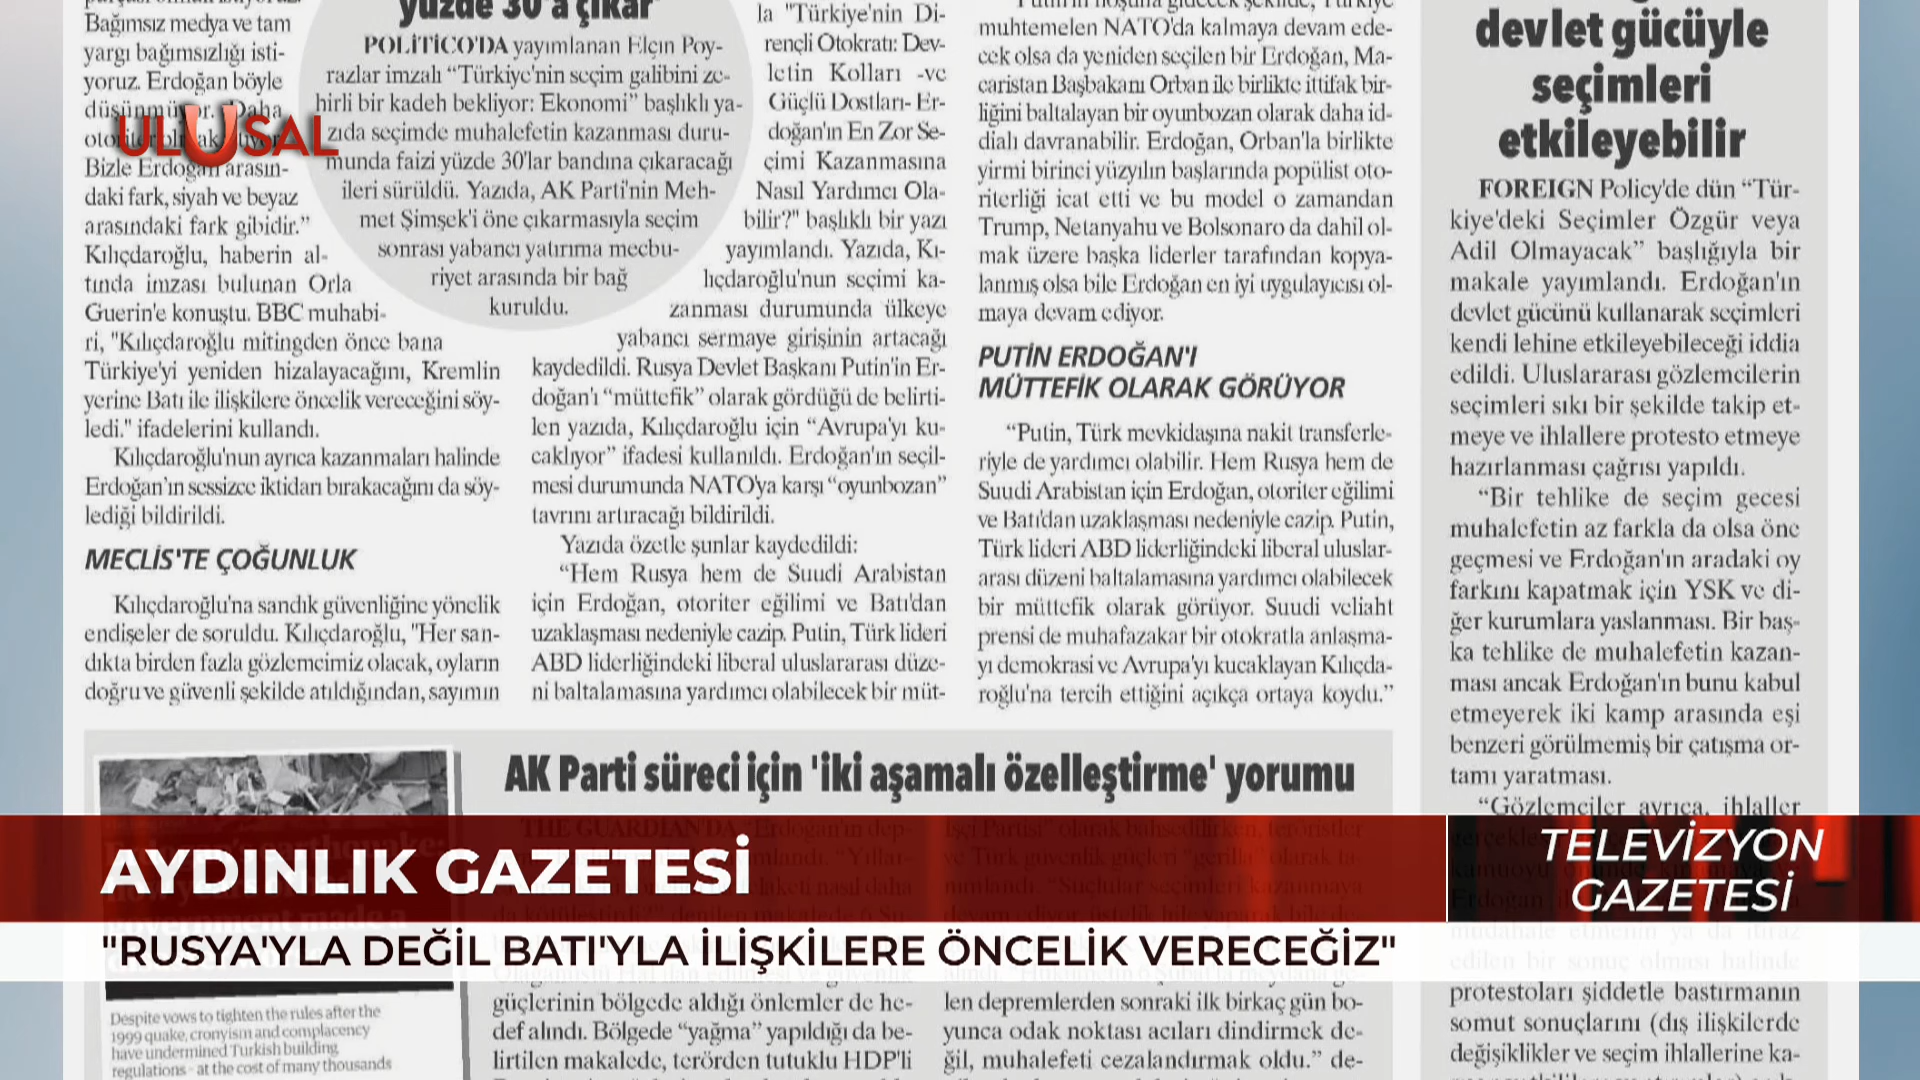 Bağımsız medya ve tam
yargı bağımsızlığı isti-
yoruz. Erdoğan böyle
düşünmüyor. Daha
Bizle Erdoğan arasın-
daki fark, siyah ve beyaz
arasındaki fark gibidir.”
Kılıçdaroğlu, haberin al-
tında imzası bulunan Orla
Guerin'e konuştu. BBC muhabi-
ri, "Kılıçdaroğlu mitingden önce bana
Türkiye'yi yeniden hizalayacağını, Kremlin
yerine Batı ile ilişkilere öncelik vereceğini söy-
ledi." ifadelerini kullandı.
Kılıçdaroğlu'nun ayrıca kazanmaları halinde
Erdoğan’ın sessizce iktidarı bırakacağını da söy-
lediği bildirildi.
MECLİS'TE ÇOĞUNLUK
Kılıçdaroğlu'na sandık güvenliğine yönelik
endişeler de soruldu. Kılıçdaroğlu, "Her san-
dıkta birden fazla gözlemcimiz olacak, oyların
doğru ve güvenli şekilde atıldığından, sayımın
ULUSAL
yüzde 30'a çıkar'
POLİTİCO'DA yayımlanan Elçin Poy-
razlar imzalı “Türkiye'nin seçim galibini ze-
hirli bir kadeh bekliyor: Ekonomi” başlıklı ya-
zıda seçimde muhalefetin kazanması duru-
munda faizi yüzde 30'lar bandına çıkaracağı
ileri sürüldü. Yazıda, AK Parti'nin Meh-
met Şimşek'i öne çıkarmasıyla seçim
sonrası yabancı yatırıma mecbu-
riyet arasında bir bağ
kuruldu.
la "Türkiye'nin Di-
rençli Otokratı: Dev-
letin Kolları -ve
Güçlü Dostları- Er-
doğan'ın En Zor Se-
çimi Kazanmasına
Nasıl Yardımcı Ola-
bilir?" başlıklı bir yazı
yayımlandı. Yazıda, Kı-
lıçdaroğlu'nun seçimi ka-
zanması durumunda ülkeye
yabancı sermaye girişinin artacağı
kaydedildi. Rusya Devlet Başkanı Putin'in Er-
doğan'ı “müttefik” olarak gördüğü de belirti-
len yazıda, Kılıçdaroğlu için “Avrupa'yı ku-
caklıyor” ifadesi kullanıldı. Erdoğan'ın seçil-
mesi durumunda NATO'ya karşı “oyunbozan”
tavrını artıracağı bildirildi.
Yazıda özetle şunlar kaydedildi:
“Hem Rusya hem de Suudi Arabistan
için Erdoğan, otoriter eğilimi ve Batı'dan
uzaklaşması nedeniyle cazip. Putin, Türk lideri
ABD liderliğindeki liberal uluslararası düze-
ni baltalamasına yardımcı olabilecek bir müt-
Putin'in hoşuna gidecek şekilde, Türkiye
muhtemelen NATO'da kalmaya devam ede-
cek olsa da yeniden seçilen bir Erdoğan, Ma-
caristan Başbakanı Orban ile birlikte ittifak bir-
liğini baltalayan bir oyunbozan olarak daha id-
dialı davranabilir. Erdoğan, Orban'la birlikte
yirmi birinci yüzyılın başlarında popülist oto-
riterliği icat etti ve bu model o zamandan
Trump, Netanyahu ve Bolsonaro da dahil ol-
mak üzere başka liderler tarafından kopya-
lanmış olsa bile Erdoğan en iyi uygulayıcısı ol-
maya devam ediyor.
PUTİN ERDOĞAN'I
MÜTTEFİK OLARAK GÖRÜYOR
“Putin, Türk mevkidaşına nakit transferle-
riyle de yardımcı olabilir. Hem Rusya hem de
Suudi Arabistan için Erdoğan, otoriter eğilimi
ve Batı'dan uzaklaşması nedeniyle cazip. Putin,
Türk lideri ABD liderliğindeki liberal uluslar-
arası düzeni baltalamasına yardımcı olabilecek
bir müttefik olarak görüyor. Suudi veliaht
prensi de muhafazakar bir otokratla anlaşma-
yı demokrasi ve Avrupa'yı kucaklayan Kılıçda-
roğlu'na tercih ettiğini açıkça ortaya koydu.”
devlet gücüyle
seçimleri
etkileyebilir
FOREIGN Policy'de dün “Tür-
kiye'deki Seçimler Özgür veya
Adil Olmayacak” başlığıyla bir
makale yayımlandı. Erdoğan'ın
devlet gücünü kullanarak seçimleri
kendi lehine etkileyebileceği iddia
edildi. Uluslararası gözlemcilerin
seçimleri sıkı bir şekilde takip et-
meye ve ihlallere protesto etmeye
hazırlanması çağrısı yapıldı.
“Bir tehlike de seçim gecesi
muhalefetin az farkla da olsa öne
geçmesi ve Erdoğan'ın aradaki oy
farkını kapatmak için YSK ve di-
ğer kurumlara yaslanması. Bir baş-
ka tehlike de muhalefetin kazan-
ması ancak Erdoğan'ın bunu kabul
etmeyerek iki kamp arasında eşi
benzeri görülmemiş bir çatışma or-
tamı yaratması.
“Gözlemciler ayrıca, ihlaller
protestoları şiddetle bastırmanın
somut sonuçlarını (dış ilişkilerde
değişiklikler ve seçim ihlallerine ka-
AK Parti süreci için 'iki aşamalı özelleştirme' yorumu
AYDINLIK GAZETESİ
TELEVİZYON
GAZETESİ
"RUSYA'YLA DEĞİL BATI'YLA İLİŞKİLERE ÖNCELİK VERECEĞİZ"
Despite vows to tighten the rules after the
1999 quake, cronyism and complacency
have undermined Turkish building
regulations - at the cost of many thousands
güçlerinin bölgede aldığı önlemler de he-
def alındı. Bölgede “yağma” yapıldığı da be-
lirtilen makalede, terörden tutuklu HDP'li
len depremlerden sonraki ilk birkaç gün bo-
yunca odak noktası acıları dindirmek de-
ğil, muhalefeti cezalandırmak oldu.” de-